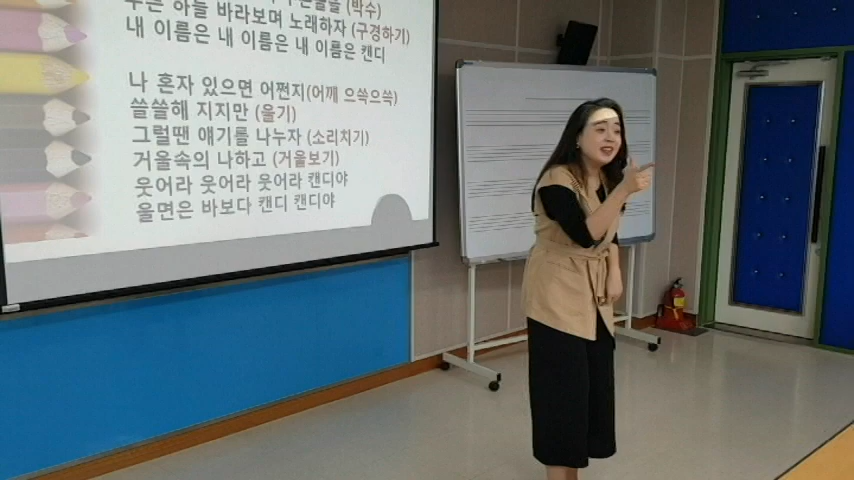 푸른 하늘 바라보며 노래하자 (구경하기)
내 이름은 내 이름은 내 이름은 캔디
나 혼자 있으면 어쩐지(어깨 으쓱으쓱)
쓸쓸해 지지만 (울기)
그럴땐 얘기를 나누자 (소리치기)
거울속의 나하고 (거울보기)
웃어라 웃어라 웃어라 캔디야
울면은 바보다 캔디 캔디야